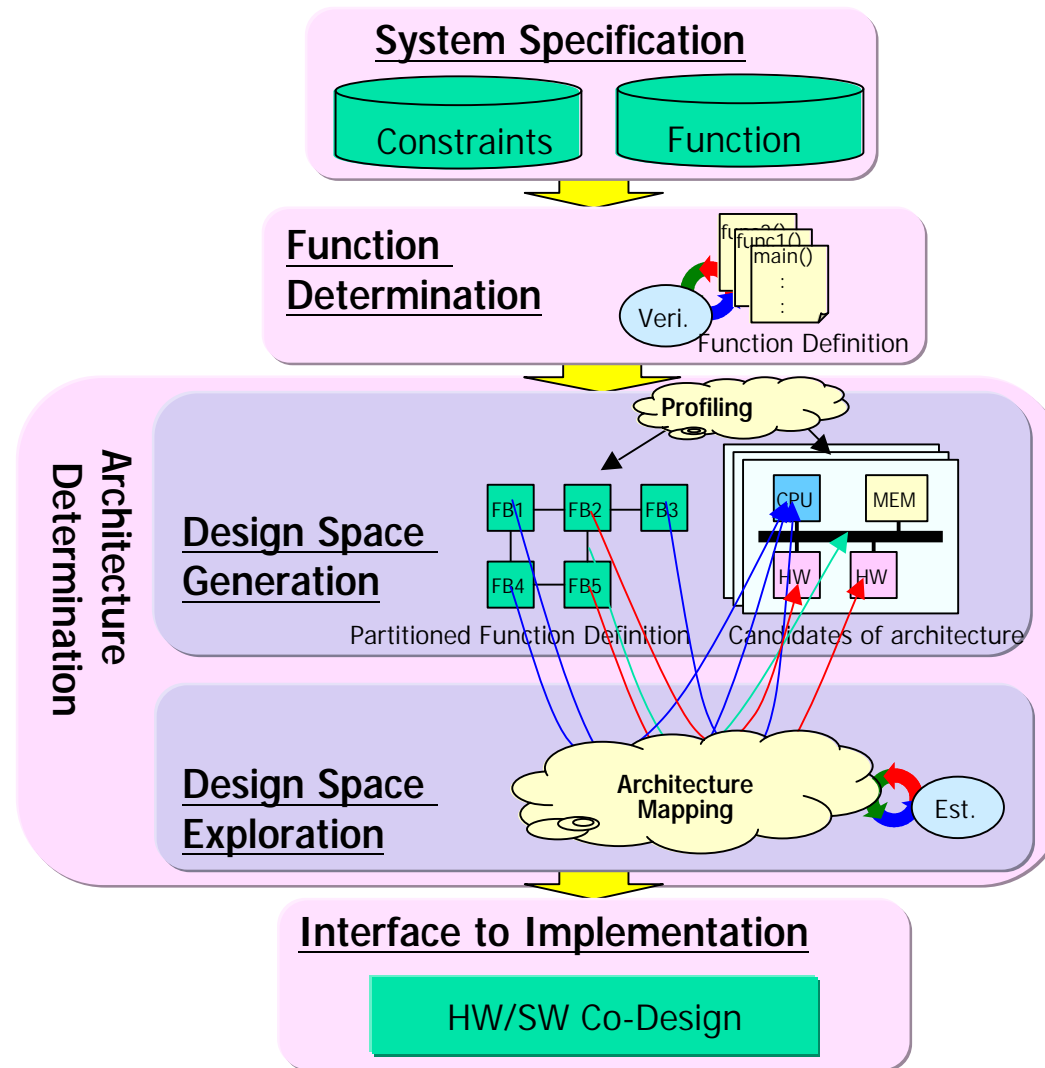 System Specification
Constraints
Function
Function
Determination
func2()
func1()
main()
:
:
Veri.
Function Definition
Architecture
Determination
Profiling
Design Space
Generation
FB1
FB2
FB3
FB4
FB5
CPU
MEM
HW
HW
Partitioned Function Definition
Candidates of architecture
Design Space
Exploration
Architecture
Mapping
Est.
Interface to Implementation
HW/SW Co-Design